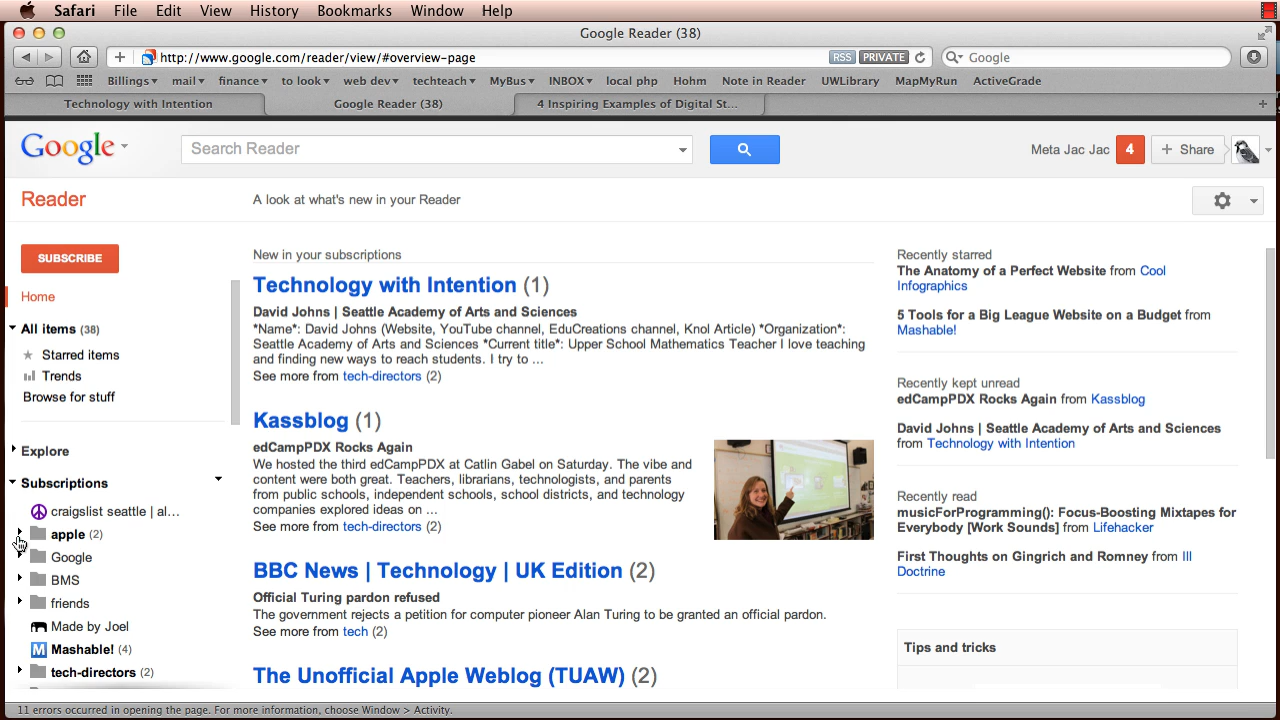 Safari File Edit View History Bookmarks Window Help
Google Reader (38)
http://www.google.com/reader/view/#overview-page RSS PRIVATE Google
Billings mail finance to look web dev techteach MyBus INBOX local php Hohm Note in Reader UWLibrary MapMyRun ActiveGrade
Technology with Intention Google Reader (38) 4 Inspiring Examples of Digital St...
Google Search Reader Meta Jac Jac 4 + Share
Reader A look at what's new in your Reader
SUBSCRIBE
Home
All items (38)
Starred items
Trends
Browse for stuff
Explore
Subscriptions
craigslist seattle | al...
apple (2)
Google
BMS
friends
Made by Joel
M Mashable! (4)
tech-directors (2)
New in your subscriptions
Technology with Intention (1)
David Johns | Seattle Academy of Arts and Sciences
*Name*: David Johns (Website, YouTube channel, EduCreations channel, Knol Article) *Organization*:
Seattle Academy of Arts and Sciences *Current title*: Upper School Mathematics Teacher I love teaching
and finding new ways to reach students. I try to ...
See more from tech-directors (2)
Kassblog (1)
edCampPDX Rocks Again
We hosted the third edCampPDX at Catlin Gabel on Saturday. The vibe and
content were both great. Teachers, librarians, technologists, and parents
from public schools, independent schools, school districts, and technology
companies explored ideas on ...
See more from tech-directors (2)
BBC News | Technology | UK Edition (2)
Official Turing pardon refused
The government rejects a petition for computer pioneer Alan Turing to be granted an official pardon.
See more from tech (2)
The Unofficial Apple Weblog (TUAW) (2)
Recently starred
The Anatomy of a Perfect Website from Cool
Infographics
5 Tools for a Big League Website on a Budget from
Mashable!
Recently kept unread
edCampPDX Rocks Again from Kassblog
David Johns | Seattle Academy of Arts and Sciences
from Technology with Intention
Recently read
musicForProgramming(): Focus-Boosting Mixtapes for
Everybody [Work Sounds] from Lifehacker
First Thoughts on Gingrich and Romney from Ill
Doctrine
Tips and tricks
11 errors occurred in opening the page. For more information, choose Window > Activity.